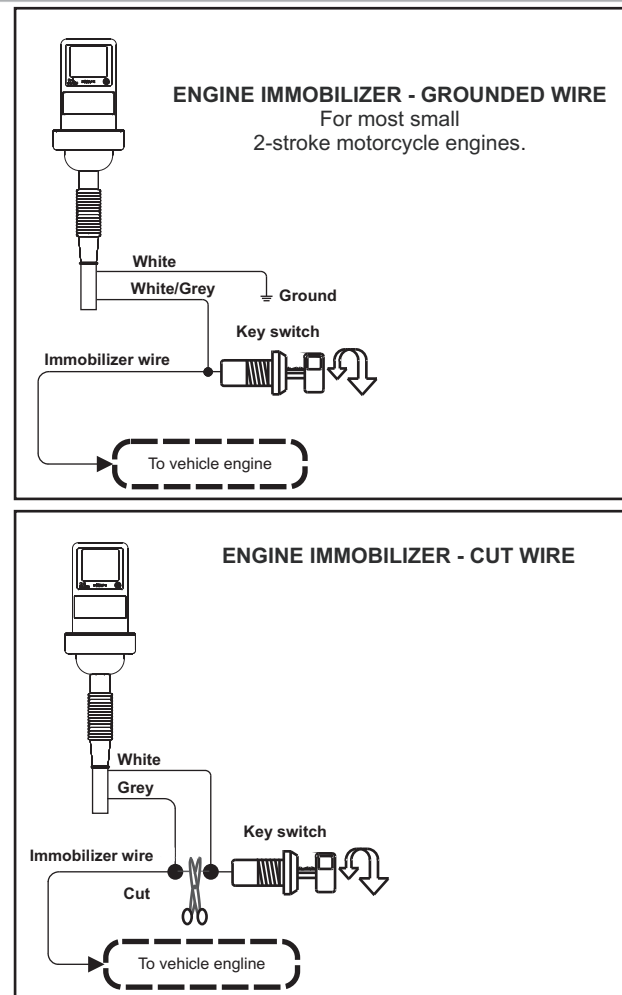 ENGINE IMMOBILIZER - GROUNDED WIRE
For most small
2-stroke motorcycle engines.
White
White/Grey
Ground
Key switch
Immobilizer wire
To vehicle engine
ENGINE IMMOBILIZER - CUT WIRE
White
Grey
Key switch
Immobilizer wire
Cut
To vehicle engline